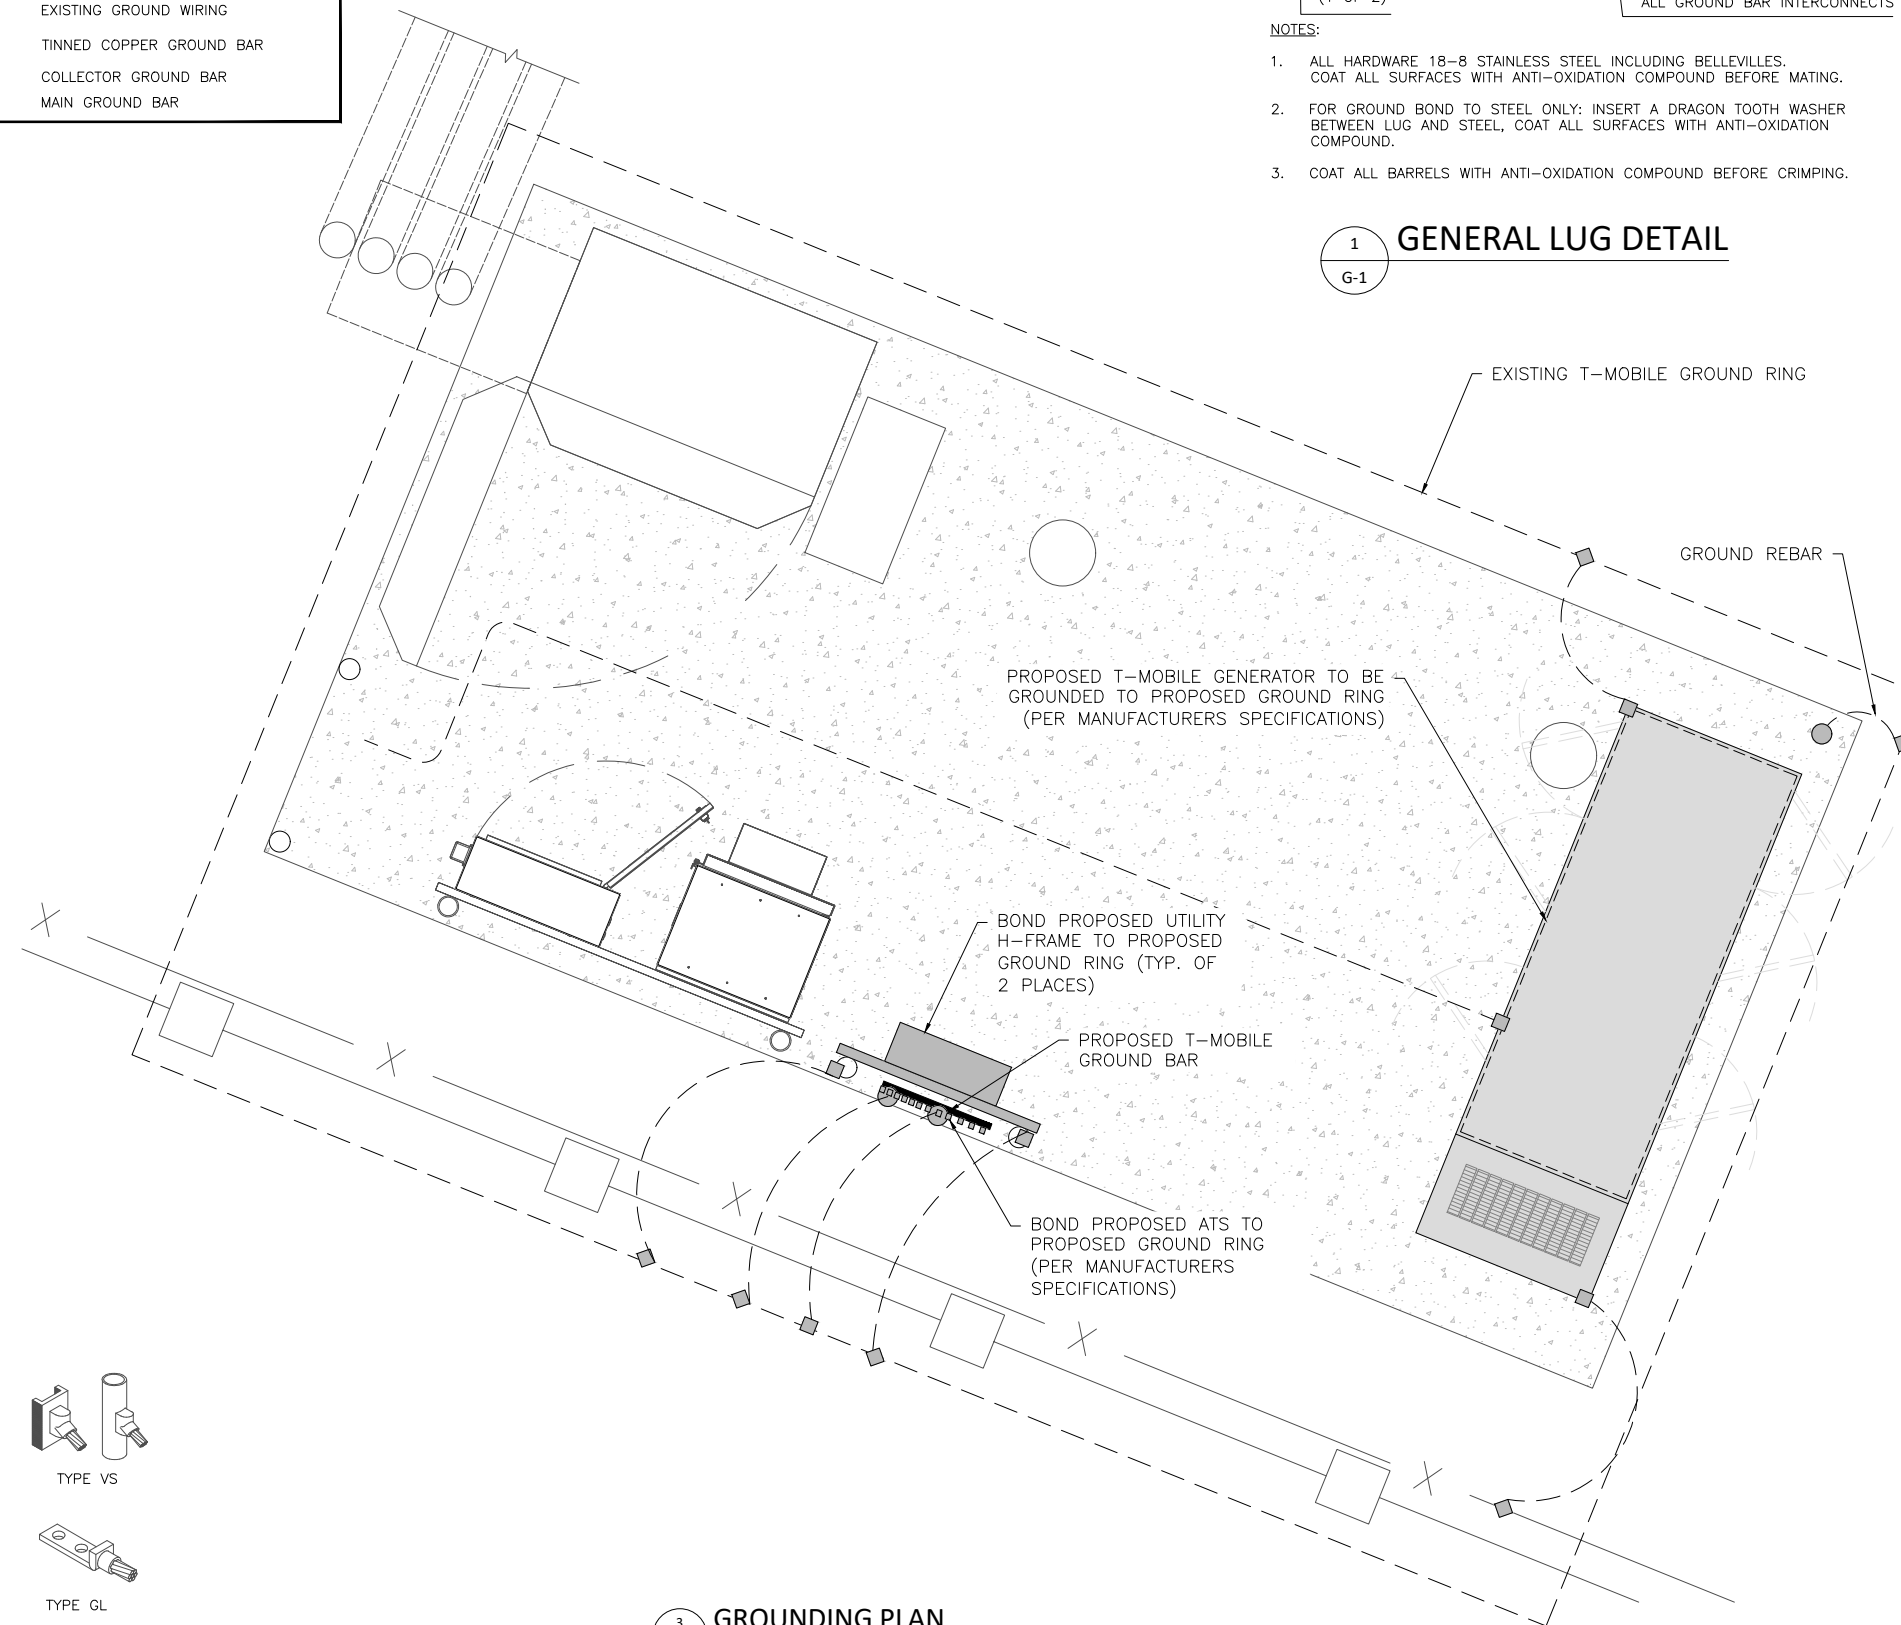 EXISTING GROUND WIRING
TINNED COPPER GROUND BAR
COLLECTOR GROUND BAR
MAIN GROUND BAR
ALL GROUND BAR INTERCONNECTS
NOTES:
1. ALL HARDWARE 18-8 STAINLESS STEEL INCLUDING BELLEVILLES.
COAT ALL SURFACES WITH ANTI-OXIDATION COMPOUND BEFORE MATING.
2. FOR GROUND BOND TO STEEL ONLY: INSERT A DRAGON TOOTH WASHER
BETWEEN LUG AND STEEL, COAT ALL SURFACES WITH ANTI-OXIDATION
COMPOUND.
3. COAT ALL BARRELS WITH ANTI-OXIDATION COMPOUND BEFORE CRIMPING.
1
G-1
GENERAL LUG DETAIL
EXISTING T-MOBILE GROUND RING
GROUND REBAR
PROPOSED T-MOBILE GENERATOR TO BE
GROUNDED TO PROPOSED GROUND RING
(PER MANUFACTURERS SPECIFICATIONS)
BOND PROPOSED UTILITY
H-FRAME TO PROPOSED
GROUND RING (TYP. OF
2 PLACES)
PROPOSED T-MOBILE
GROUND BAR
BOND PROPOSED ATS TO
PROPOSED GROUND RING
(PER MANUFACTURERS
SPECIFICATIONS)
TYPE VS
TYPE GL
3
GROUNDING PLAN